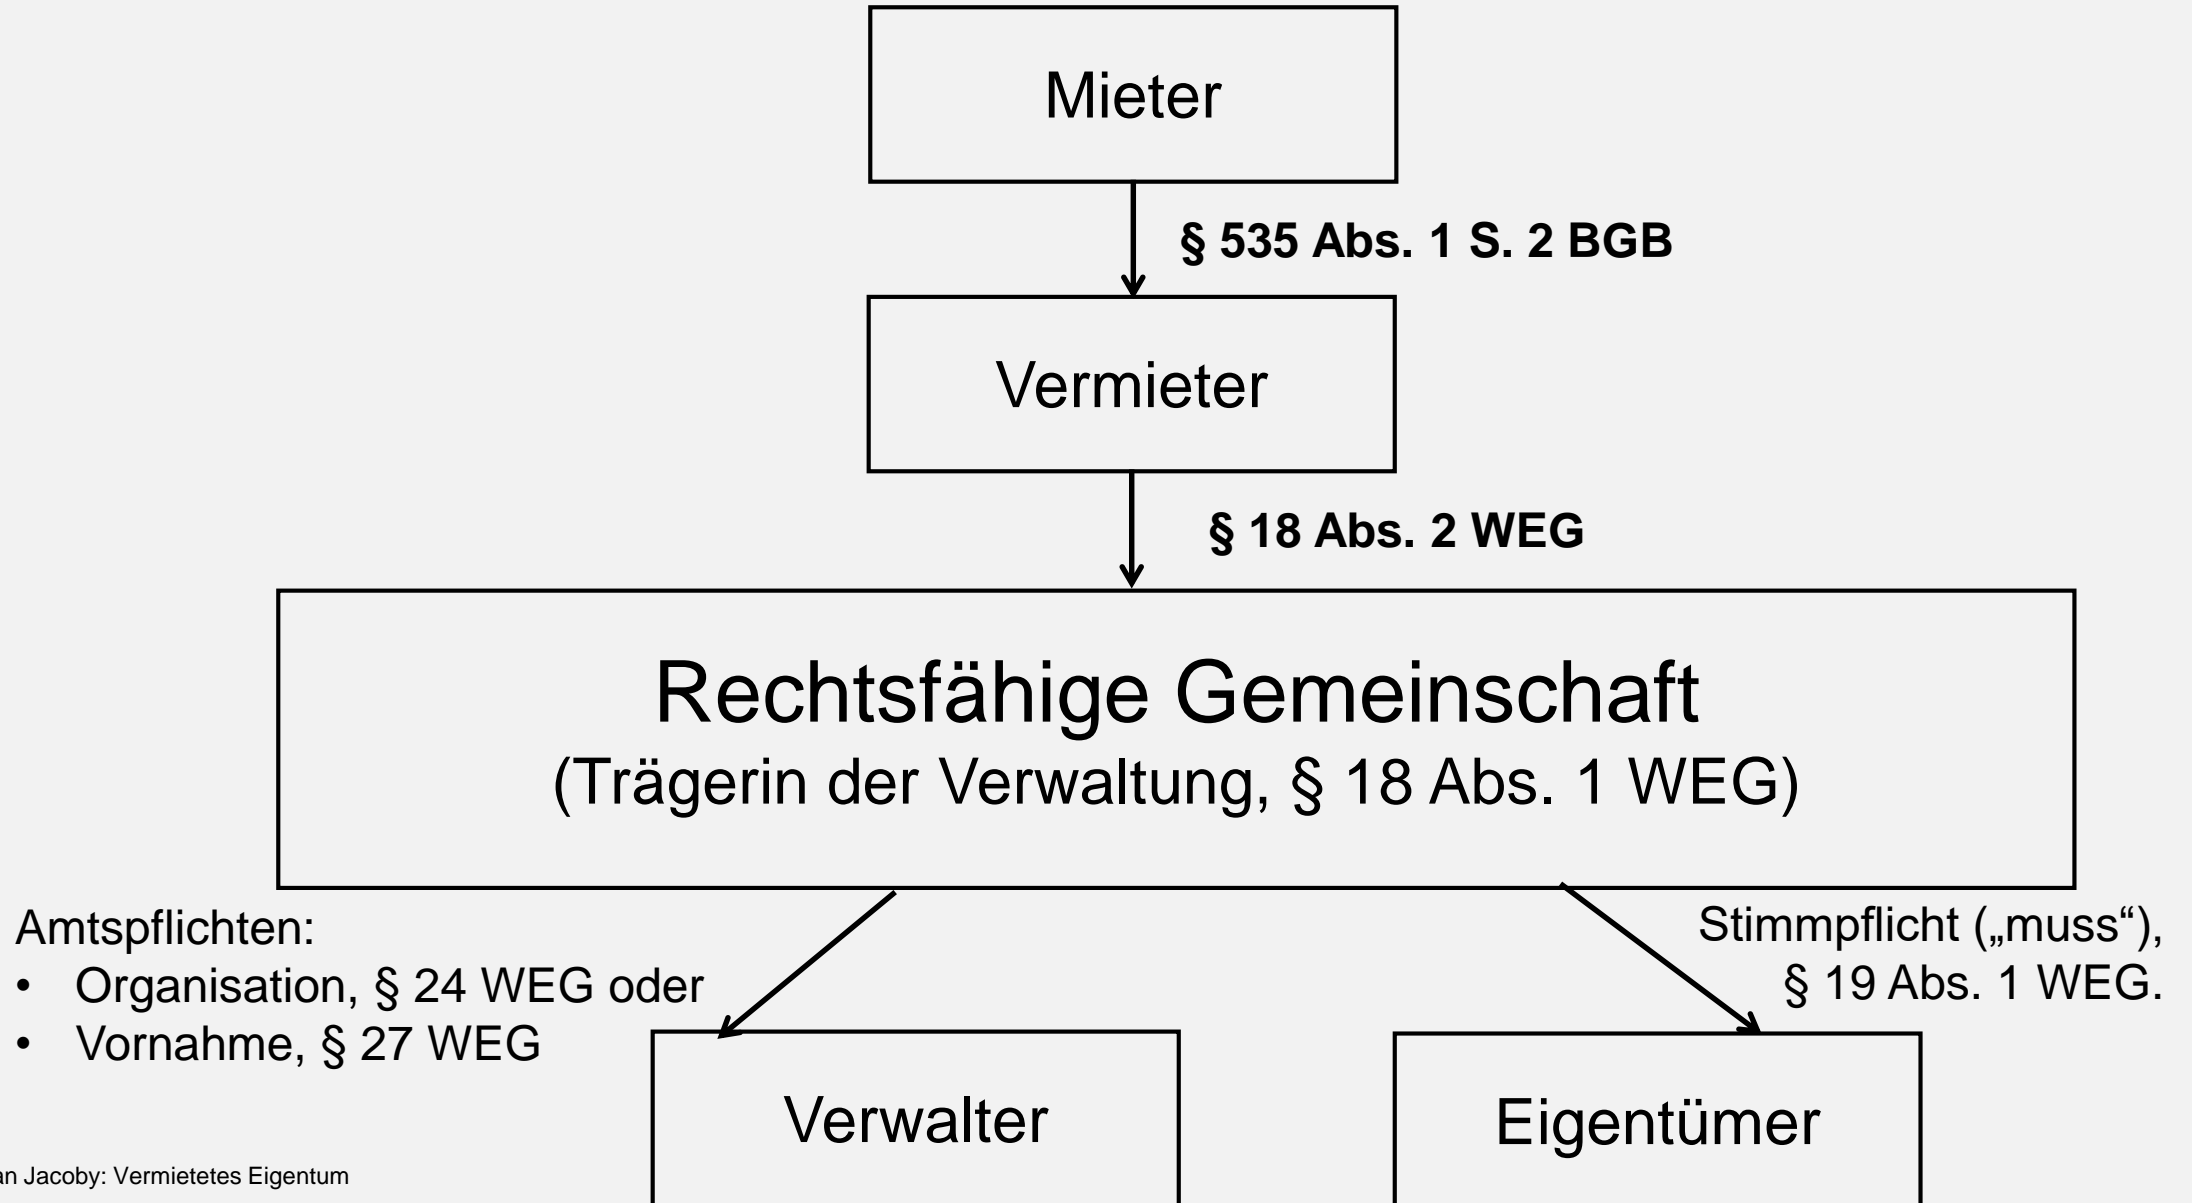 Mieter
§ 535 Abs. 1 S. 2 BGB
Vermieter
§ 18 Abs. 2 WEG
Rechtsfähige Gemeinschaft
(Trägerin der Verwaltung, § 18 Abs. 1 WEG)
Amtspflichten:
• Organisation, § 24 WEG oder
• Vornahme, § 27 WEG
Stimmpflicht („muss“),
§ 19 Abs. 1 WEG.
Verwalter
Eigentümer
Jacoby: Vermietetes Eigentum